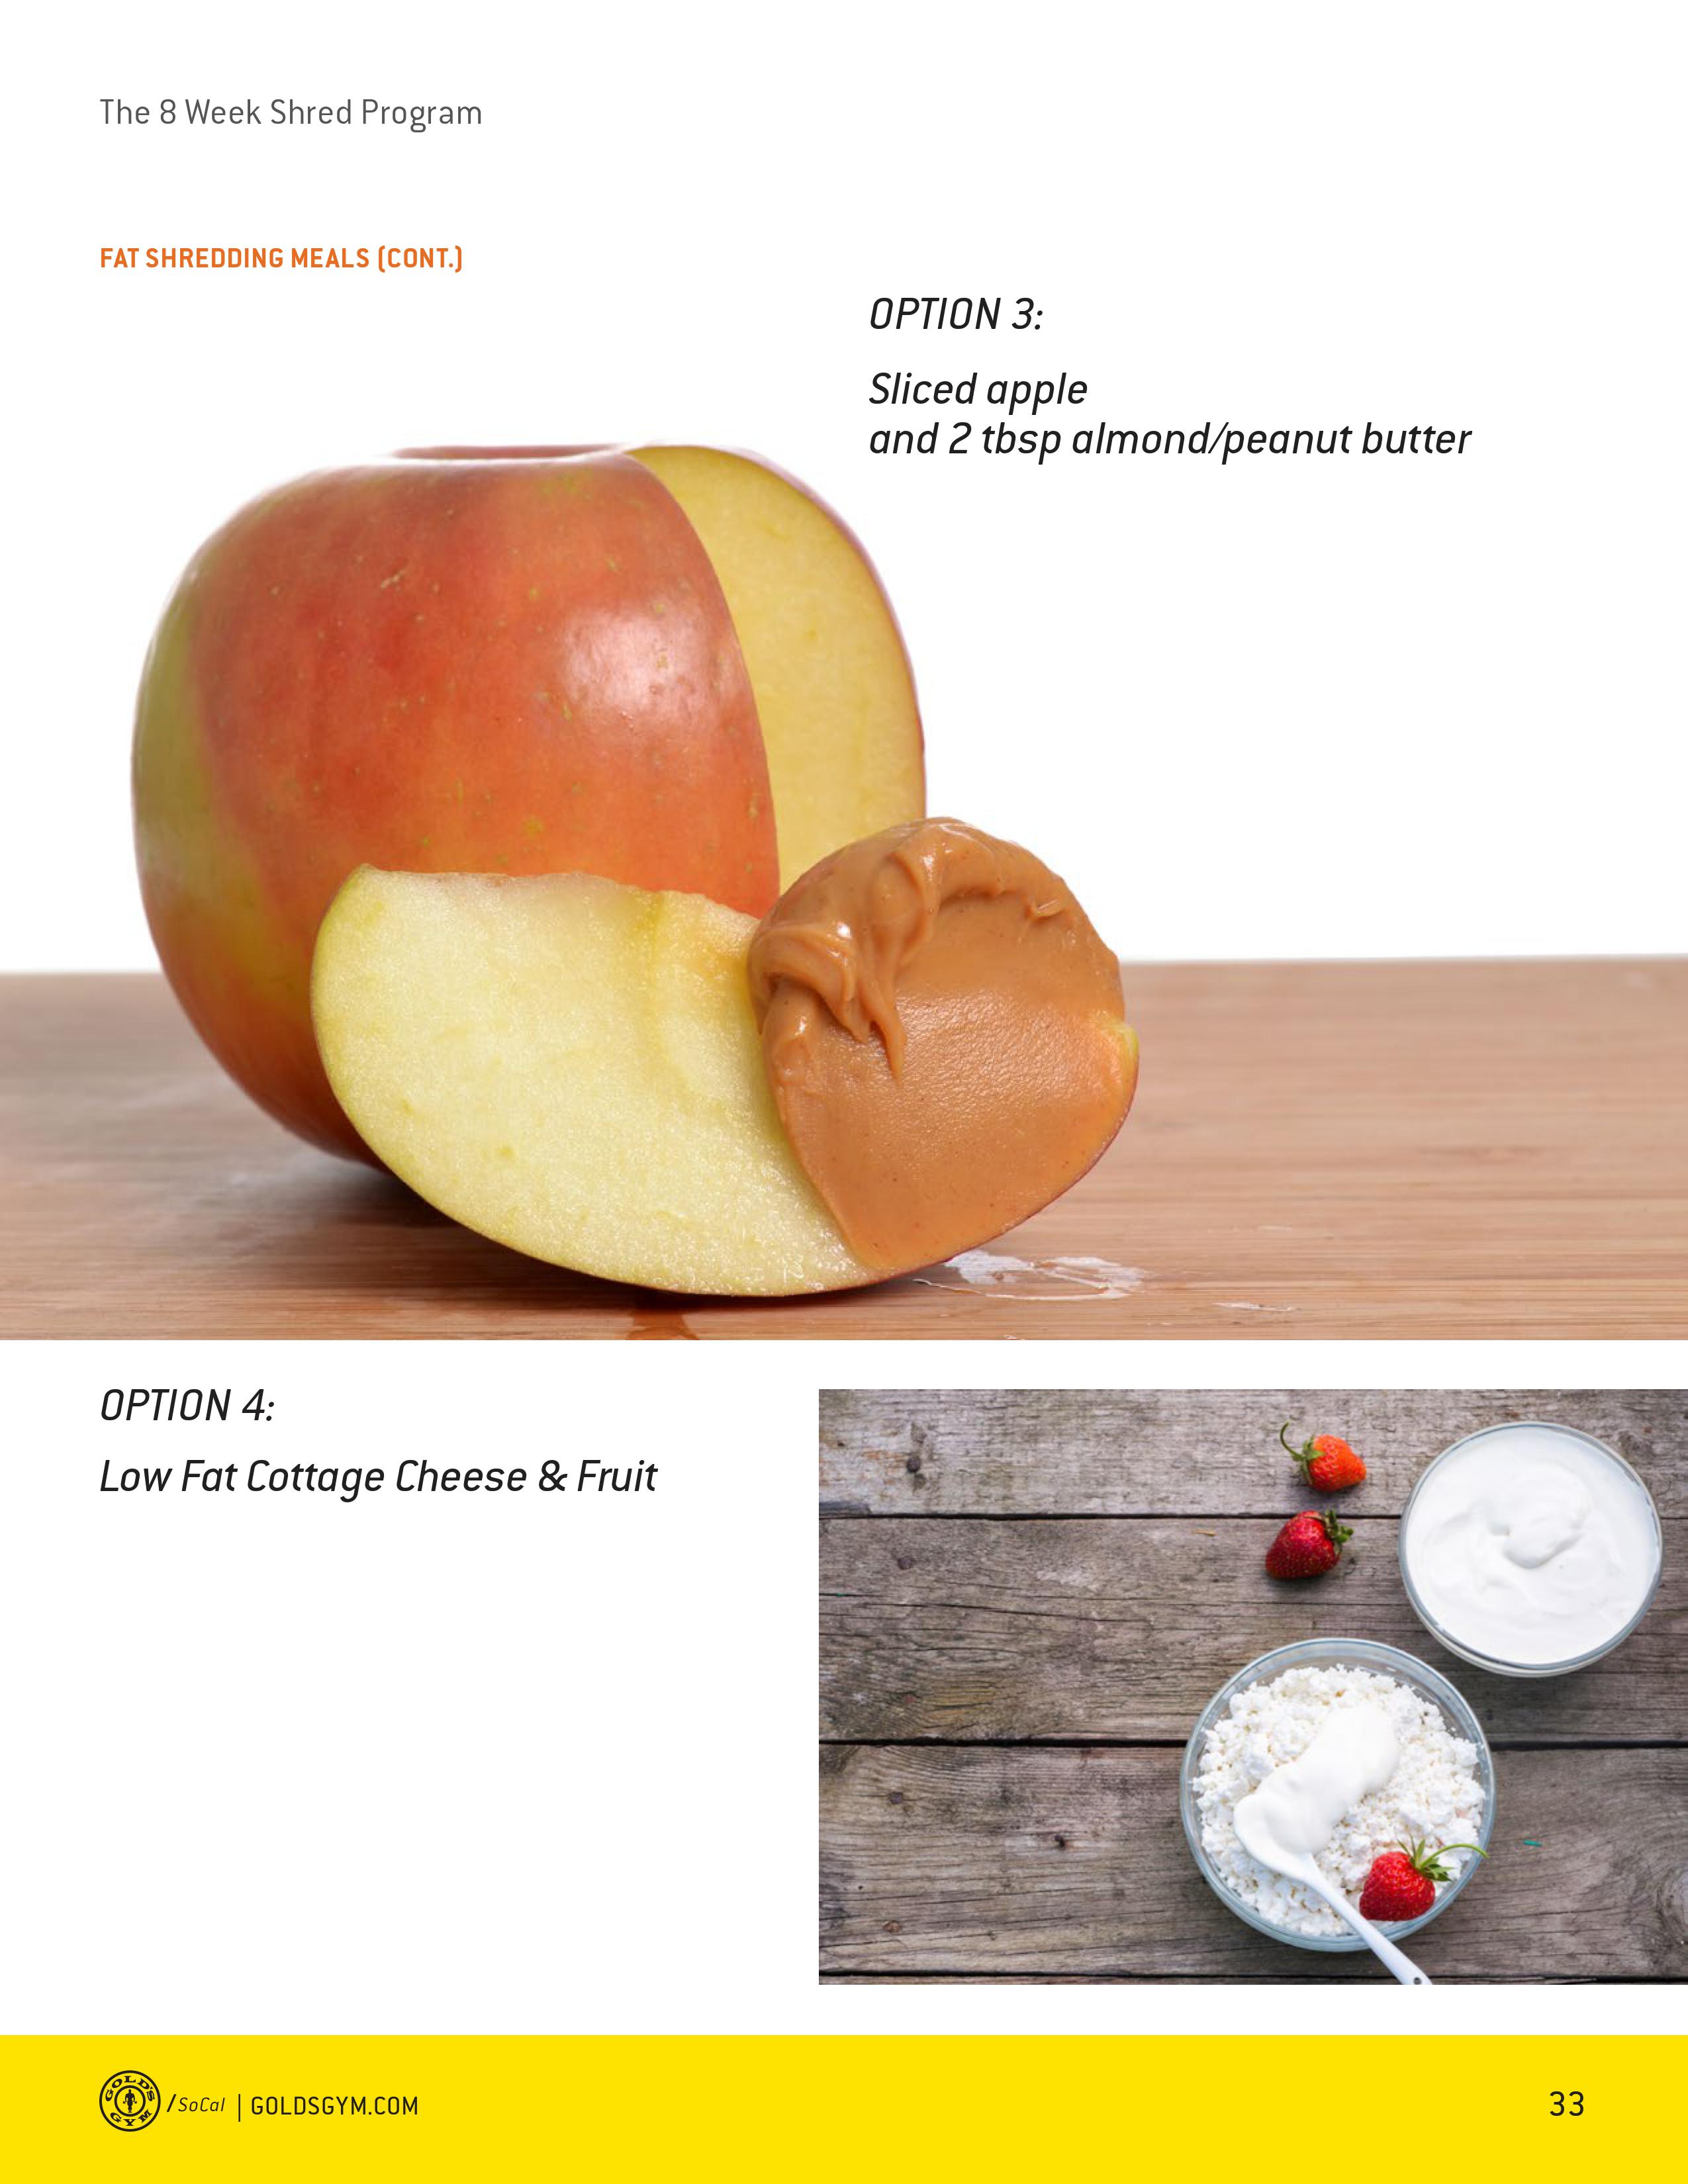 The 8 Week Shred Program
FAT SHREDDING MEALS (CONT.)
OPTION 3:
Sliced apple
and 2 tbsp almond/peanut butter
OPTION 4:
Low Fat Cottage Cheese & Fruit
GOLD'S GYM
/SoCal | GOLDSGYM.COM
33